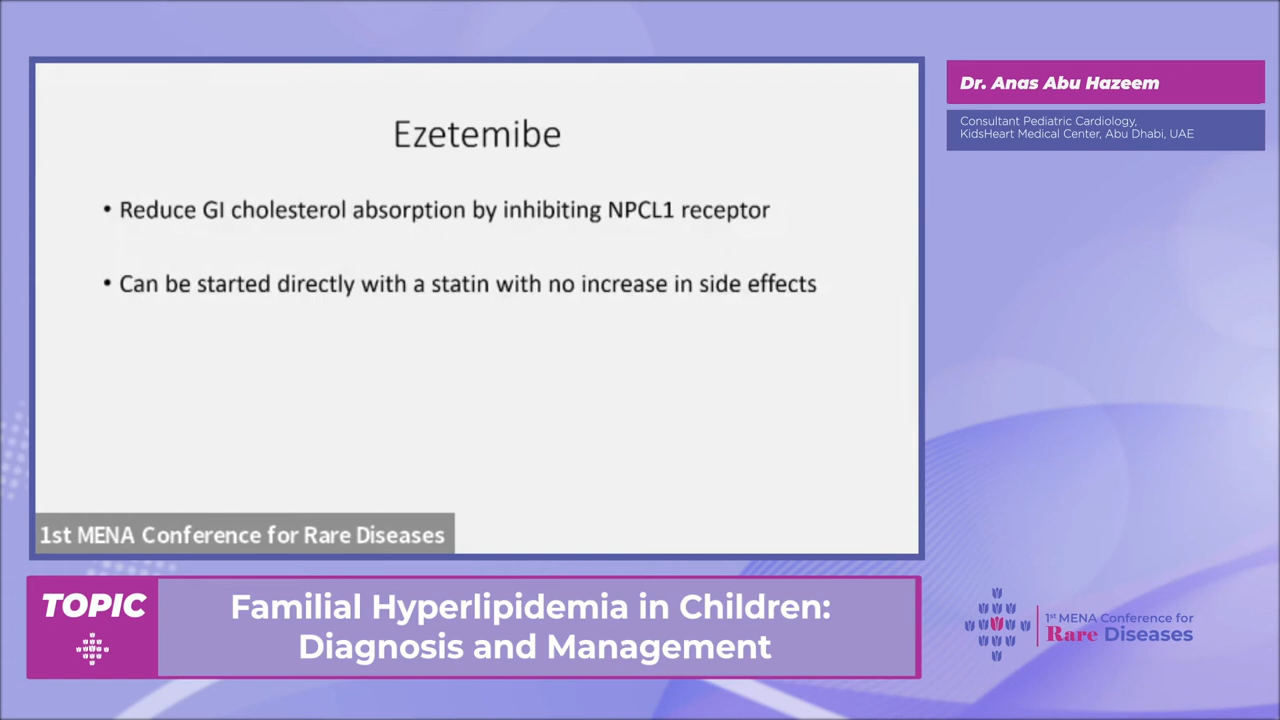 Ezetemibe
• Reduce GI cholesterol absorption by inhibiting NPCL1 receptor
• Can be started directly with a statin with no increase in side effects
1st MENA Conference for Rare Diseases
Dr. Anas Abu Hazeem
Consultant Pediatric Cardiology,
KidsHeart Medical Center, Abu Dhabi, UAE
TOPIC
Familial Hyperlipidemia in Children:
Diagnosis and Management
1st MENA Conference for
Rare Diseases